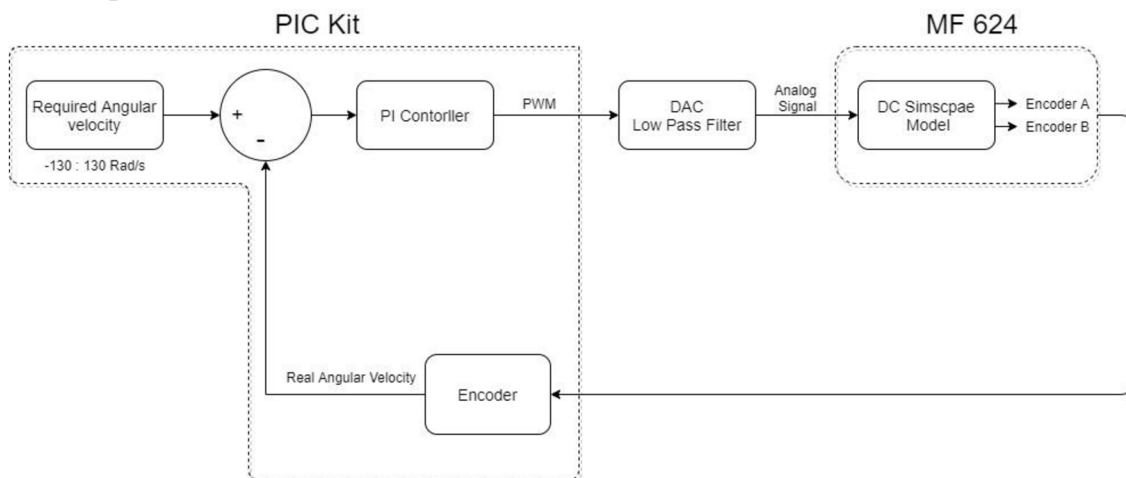 PIC Kit
MF 624
Required Angular
velocity
-130 : 130 Rad/s
+
-
PI Contorller
PWM
DAC
Low Pass Filter
Analog
Signal
DC Simscpae
Model
Encoder A
Encoder B
Real Angular Velocity
Encoder